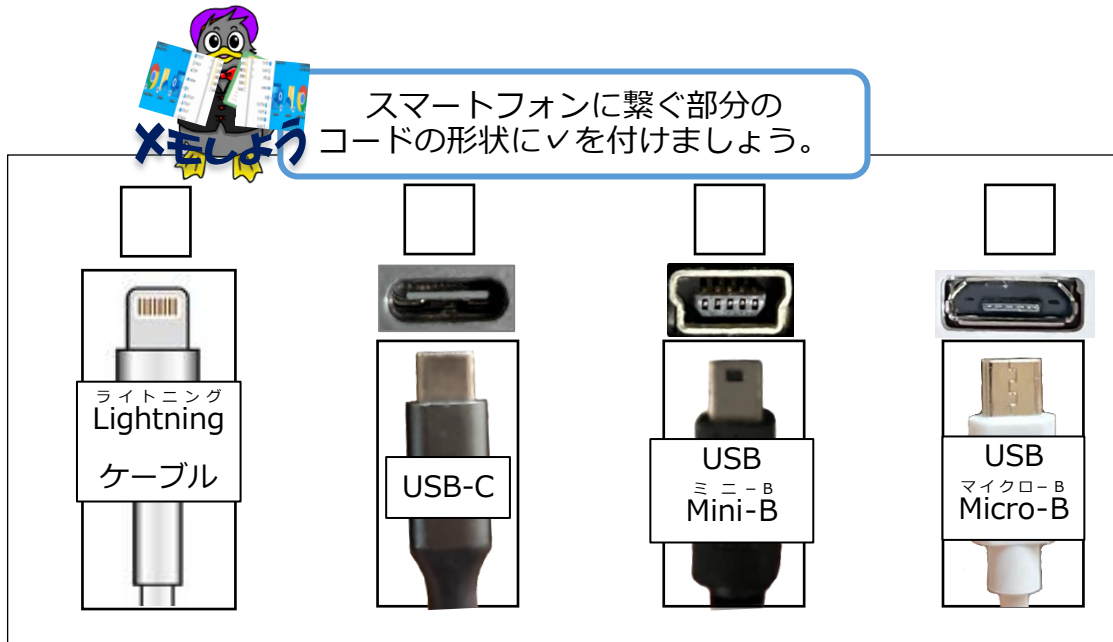 メモしよう
スマートフォンに繋ぐ部分の
コードの形状に✓を付けましょう。
ライトニング
Lightning
ケーブル
USB-C
USB
ミニ-B
Mini-B
USB
マイクロ-B
Micro-B